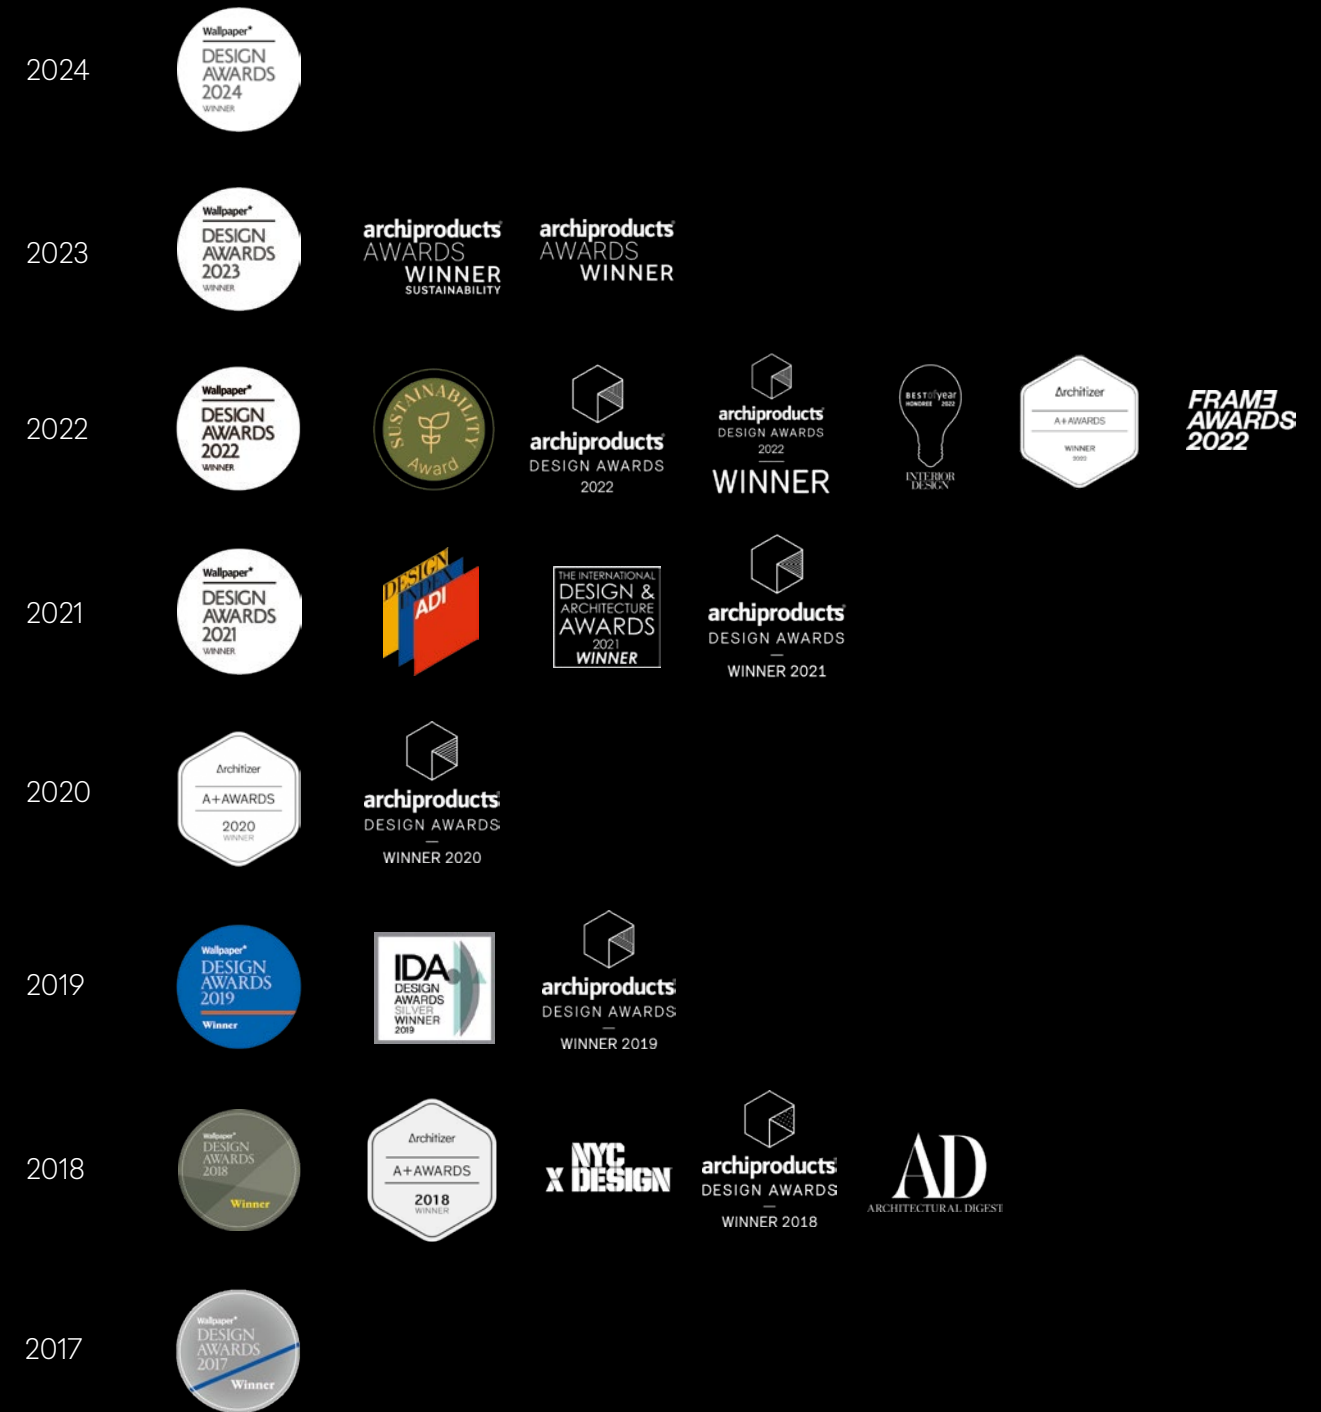 2024
Wallpaper*
DESIGN
AWARDS
2024
WINNER
2023
Wallpaper*
DESIGN
AWARDS
2023
WINNER
archiproducts
AWARDS
WINNER
SUSTAINABILITY
archiproducts
AWARDS
WINNER
2022
Wallpaper*
DESIGN
AWARDS
2022
WINNER
SUSTAINABILITY
Award
archiproducts
DESIGN AWARDS
2022
archiproducts
DESIGN AWARDS
2022
WINNER
BESTofyear
HONOREE 2022
INTERIOR
DESIGN
Architizer
A+AWARDS
WINNER
2022
FRAME
AWARDS
2022
2021
Wallpaper*
DESIGN
AWARDS
2021
WINNER
DESIGN
INDEX
ADI
THE INTERNATIONAL
DESIGN &
ARCHITECTURE
AWARDS
2021
WINNER
archiproducts
DESIGN AWARDS
WINNER 2021
2020
Architizer
A+AWARDS
2020
WINNER
archiproducts
DESIGN AWARDS
WINNER 2020
2019
Wallpaper*
DESIGN
AWARDS
2019
Winner
IDA
DESIGN
AWARDS
SILVER
WINNER
2019
archiproducts
DESIGN AWARDS
WINNER 2019
2018
Wallpaper*
DESIGN
AWARDS
2018
Winner
Architizer
A+AWARDS
2018
WINNER
NYC
X DESIGN
archiproducts
DESIGN AWARDS
WINNER 2018
AD
ARCHITECTURAL DIGEST
2017
Wallpaper*
DESIGN
AWARDS
2017
Winner